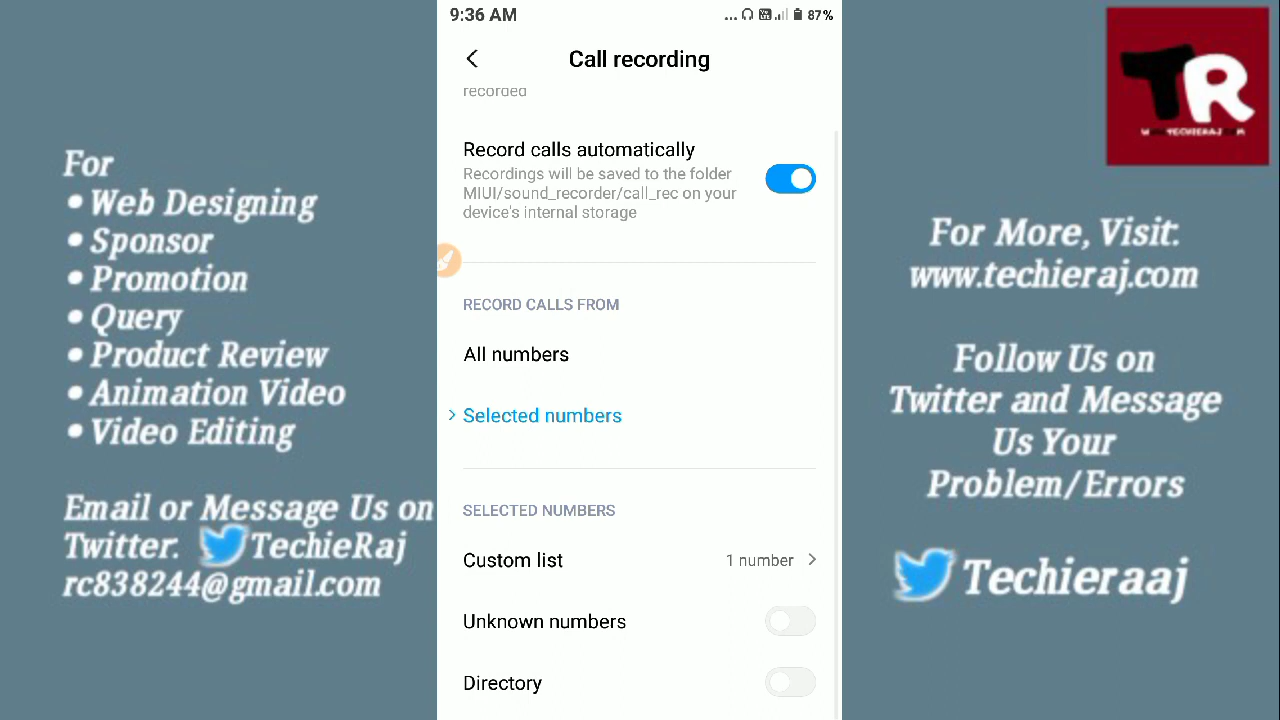 For
• Web Designing
• Sponsor
• Promotion
• Query
• Product Review
• Animation Video
• Video Editing
Email or Message Us on
Twitter. TechieRaj
rc838244@gmail.com
9:36 AM
... 87%
Call recording
recorded
Record calls automatically
Recordings will be saved to the folder
MIUI/sound_recorder/call_rec on your
device's internal storage
RECORD CALLS FROM
All numbers
Selected numbers
SELECTED NUMBERS
Custom list 1 number
Unknown numbers
Directory
TR
For More, Visit:
www.techieraj.com
Follow Us on
Twitter and Message
Us Your
Problem/Errors
Techieraaj